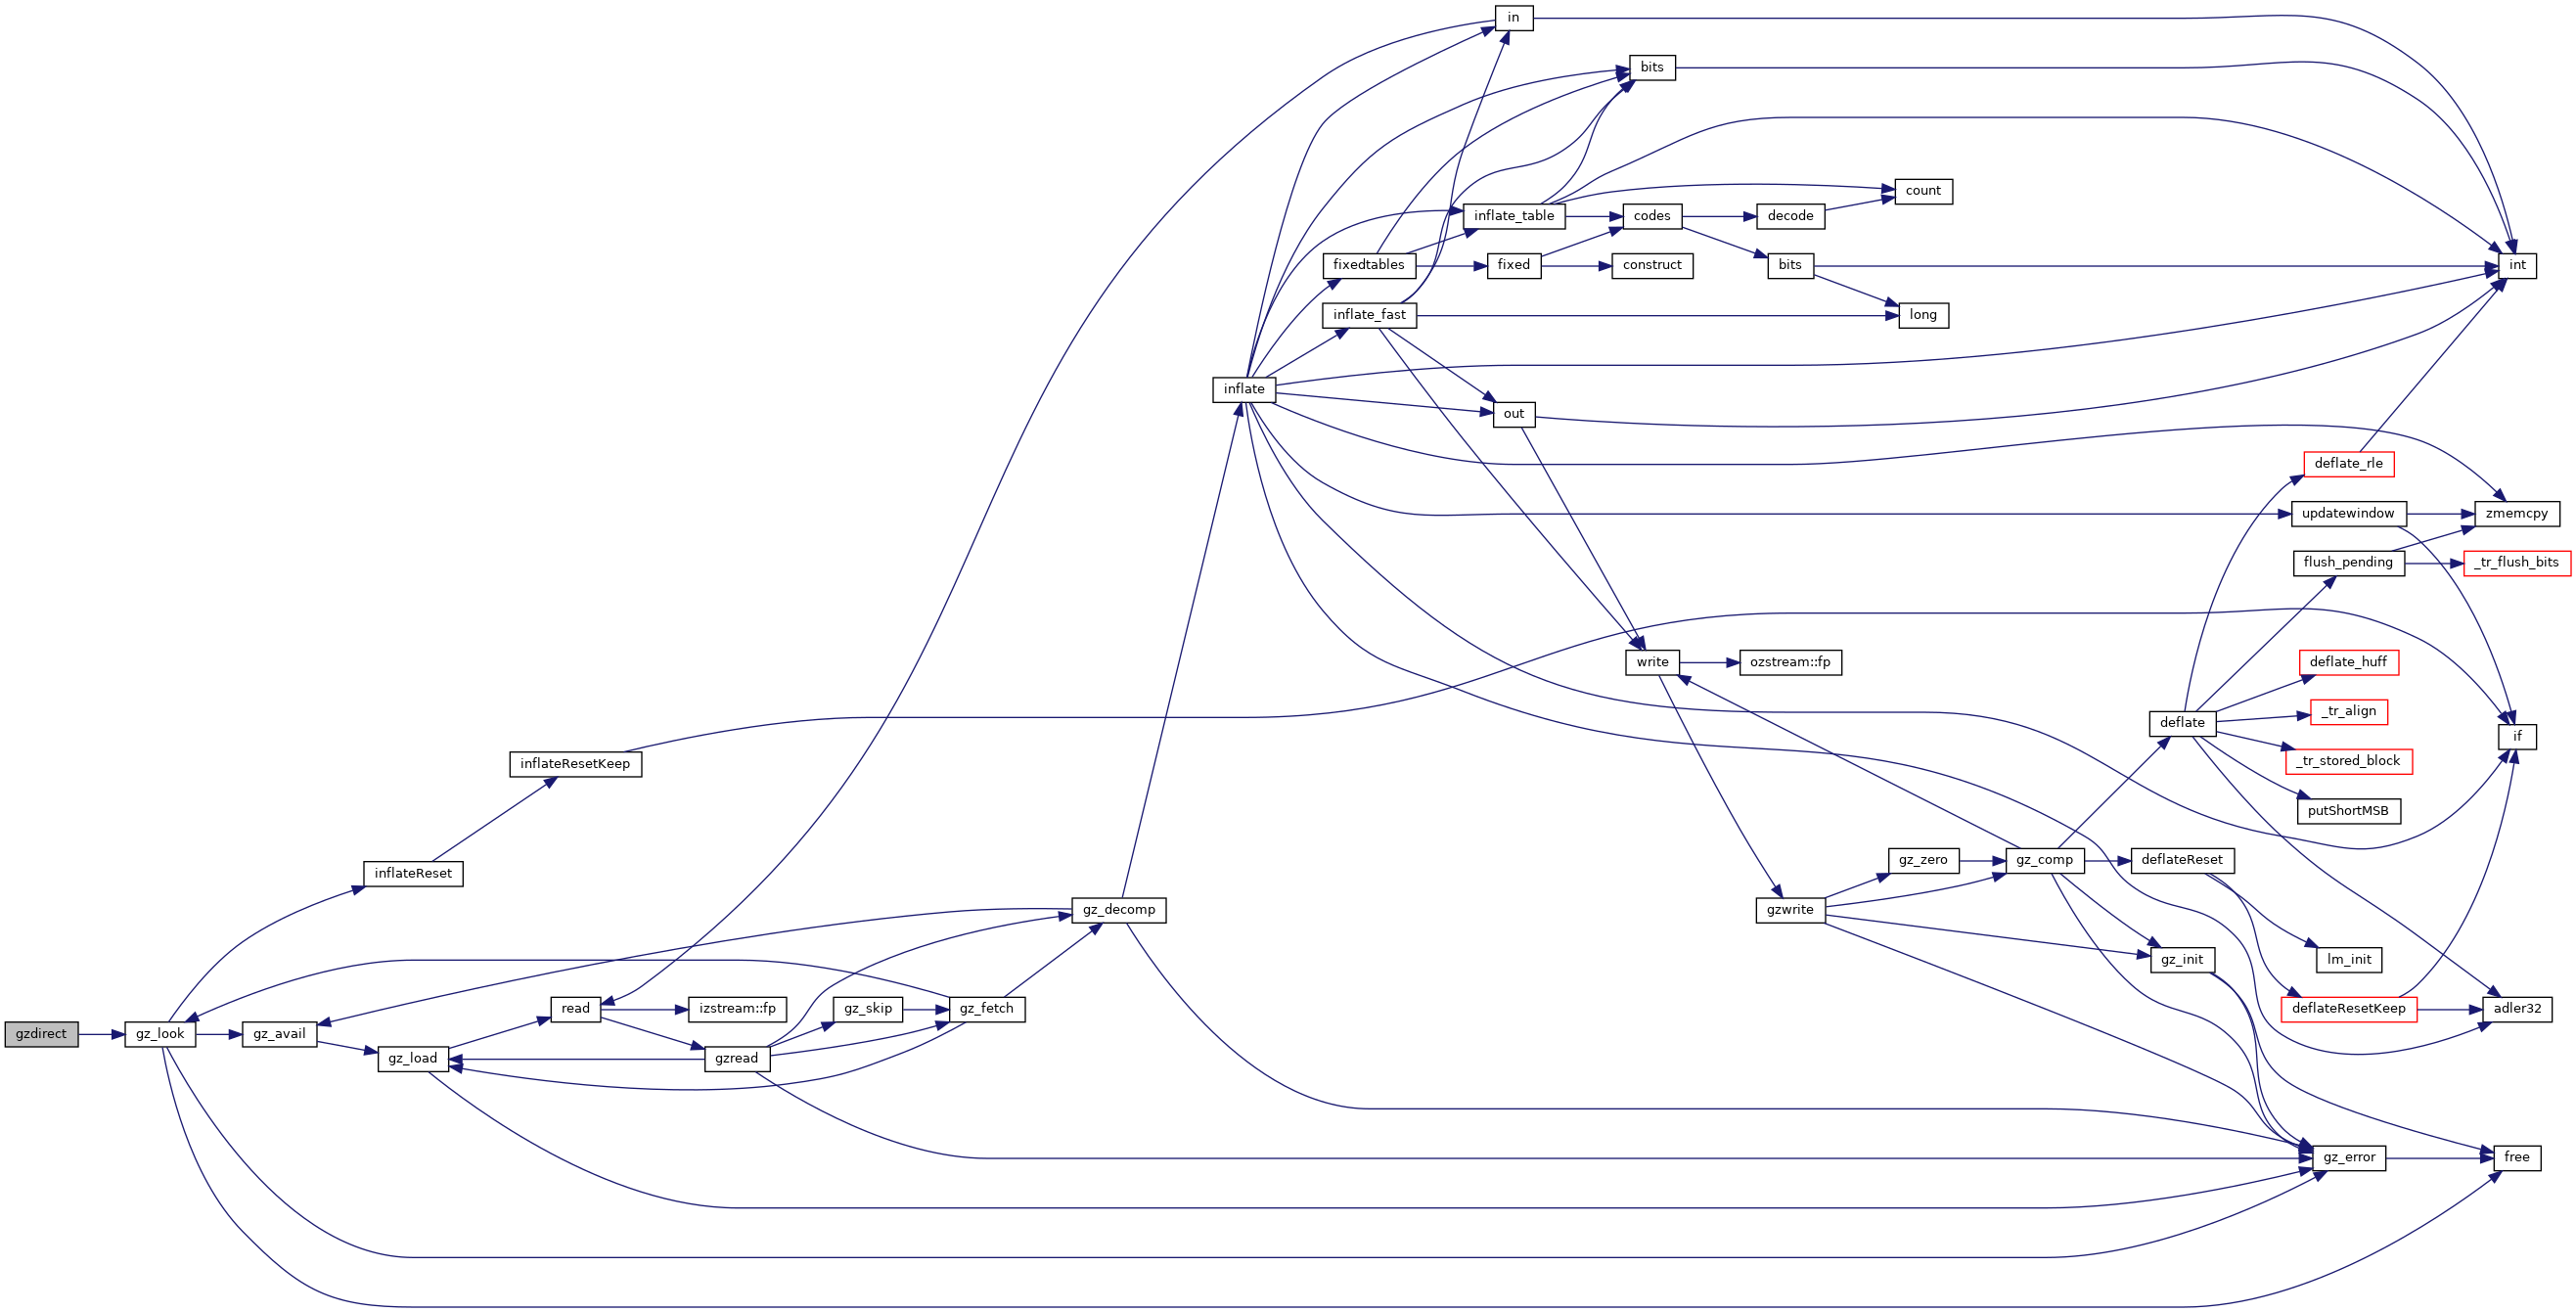 in
bits
count
inflate_table
codes
decode
fixedtables
fixed
construct
bits
int
inflate_fast
long
inflate
out
deflate_rle
updatewindow
zmemcpy
flush_pending
_tr_flush_bits
write
ozstream::fp
deflate_huff
_tr_align
deflate
if
inflateResetKeep
_tr_stored_block
putShortMSB
inflateReset
gz_zero
gz_comp
deflateReset
gz_decomp
gzwrite
gz_init
lm_init
read
izstream::fp
gz_skip
gz_fetch
deflateResetKeep
adler32
gzdirect
gz_look
gz_avail
gz_load
gzread
gz_error
free